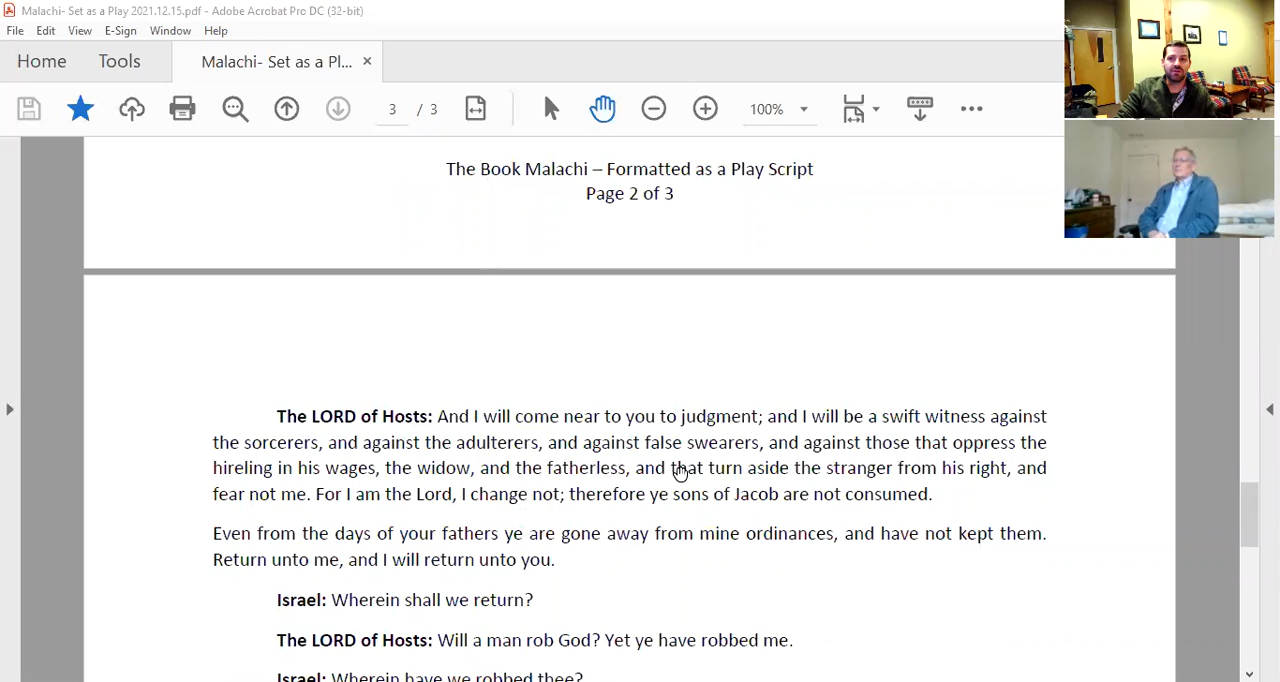 Malachi- Set as a Play 2021.12.15.pdf - Adobe Acrobat Pro DC (32-bit)
File Edit View E-Sign Window Help
Home Tools Malachi- Set as a Pl... ×
3 / 3 100%
The Book Malachi – Formatted as a Play Script
Page 2 of 3
The LORD of Hosts: And I will come near to you to judgment; and I will be a swift witness against
the sorcerers, and against the adulterers, and against false swearers, and against those that oppress the
hireling in his wages, the widow, and the fatherless, and that turn aside the stranger from his right, and
fear not me. For I am the Lord, I change not; therefore ye sons of Jacob are not consumed.
Even from the days of your fathers ye are gone away from mine ordinances, and have not kept them.
Return unto me, and I will return unto you.
Israel: Wherein shall we return?
The LORD of Hosts: Will a man rob God? Yet ye have robbed me.
Israel: Wherein have we robbed thee?